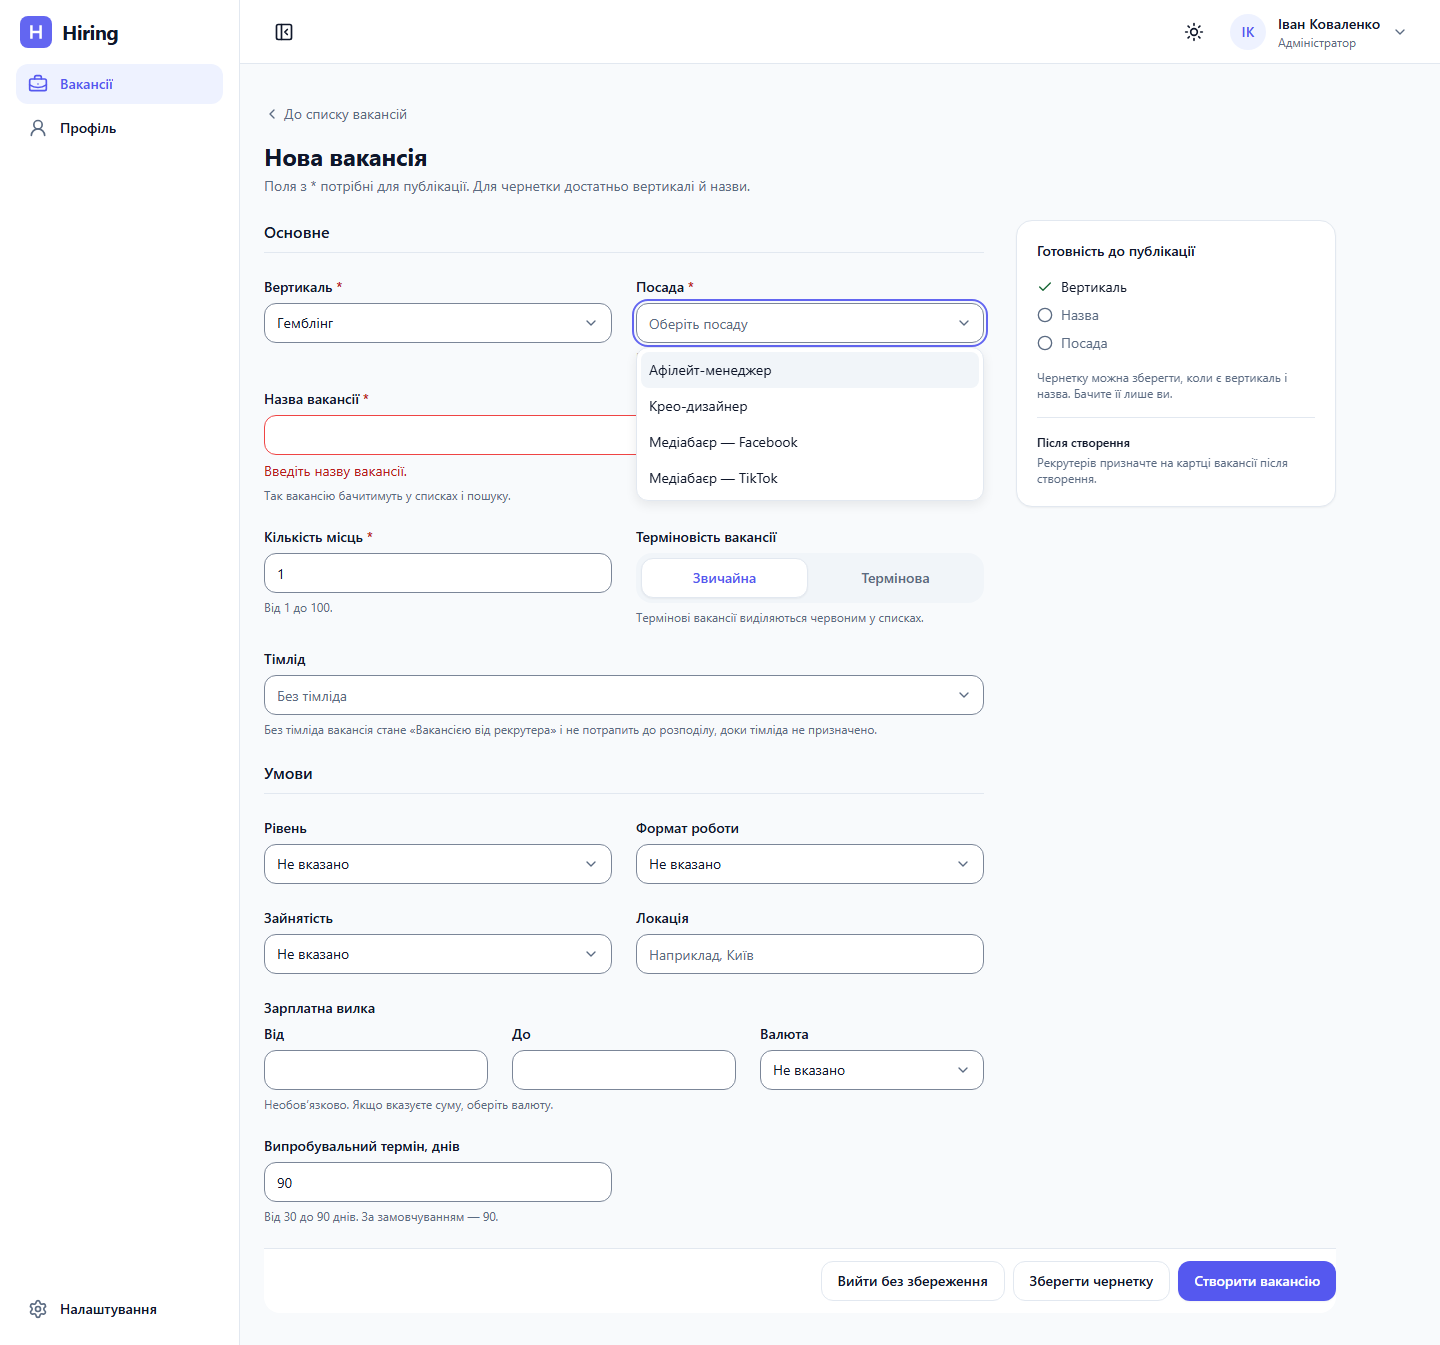 H Hiring
Вакансії
Профіль
Налаштування
ІК
Іван Коваленко
Адміністратор
До списку вакансій
Нова вакансія
Поля з * потрібні для публікації. Для чернетки достатньо вертикалі й назви.
Основне
Вертикаль *
Гемблінг
Посада *
Оберіть посаду
Афілейт-менеджер
Крео-дизайнер
Медіабаєр — Facebook
Медіабаєр — TikTok
Назва вакансії *
Введіть назву вакансії.
Так вакансію бачитимуть у списках і пошуку.
Кількість місць *
1
Від 1 до 100.
Терміновість вакансії
Звичайна
Термінова
Термінові вакансії виділяються червоним у списках.
Тімлід
Без тімліда
Без тімліда вакансія стане «Вакансією від рекрутера» і не потрапить до розподілу, доки тімліда не призначено.
Умови
Рівень
Не вказано
Формат роботи
Не вказано
Зайнятість
Не вказано
Локація
Наприклад, Київ
Зарплатна вилка
Від
До
Валюта
Не вказано
Необов'язково. Якщо вказуєте суму, оберіть валюту.
Випробувальний термін, днів
90
Від 30 до 90 днів. За замовчуванням — 90.
Вийти без збереження
Зберегти чернетку
Створити вакансію
Готовність до публікації
Вертикаль
Назва
Посада
Чернетку можна зберегти, коли є вертикаль і
назва. Бачите її лише ви.
Після створення
Рекрутерів призначте на картці вакансії після
створення.